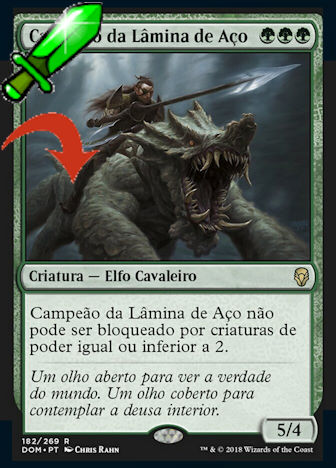 Campeão da Lâmina de Aço
Criatura — Elfo Cavaleiro
Campeão da Lâmina de Aço não
pode ser bloqueado por criaturas de
poder igual ou inferior a 2.
Um olho aberto para ver a verdade
do mundo. Um olho coberto para
contemplar a deusa interior.
5/4
182/269 R
DOM • PT Chris Rahn
™ & © 2018 Wizards of the Coast